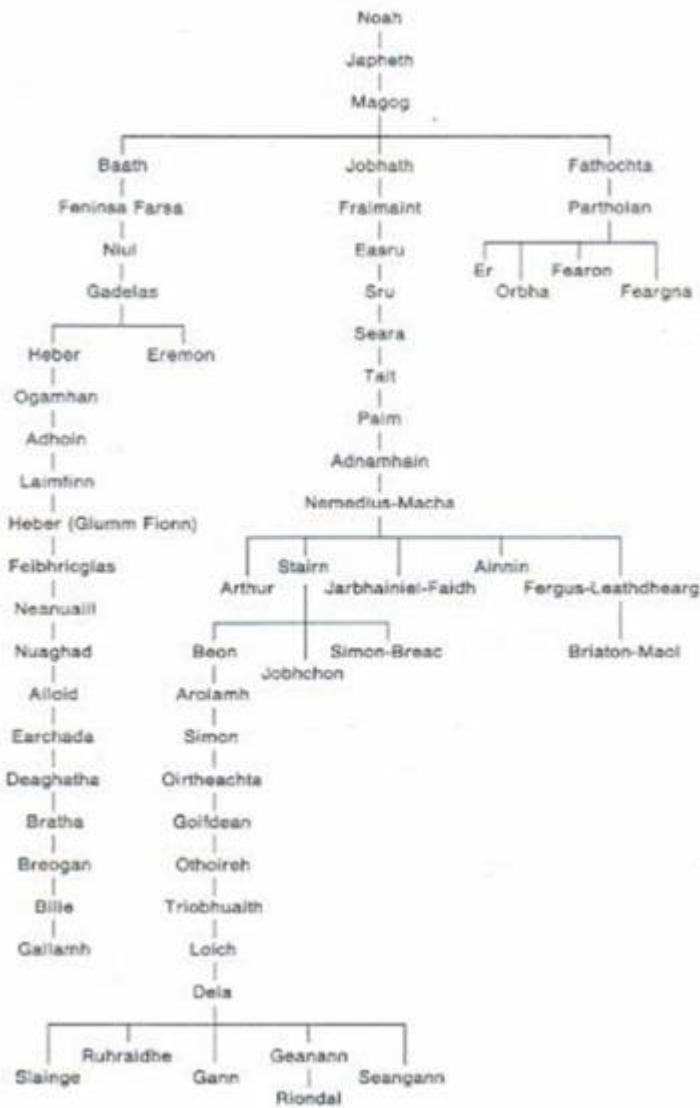 Noah
Japheth
Magog
Baath Jobhath Fathochta
Feninsa Farsa Fraimaint Partholan
Niul Easru
Er Fearon
Gadelas Sru Orbha Feargna
Seara
Heber Eremon
Tait
Ogamhan
Paim
Adhoin
Adnamhain
Laimfinn
Nemedius-Macha
Heber (Glumm Fionn)
Feibhricglas Stairn Ainnin
Arthur Jarbhainiel-Faidh Fergus-Leathdhearg
Neanuaill
Nuaghad Beon Simon-Breac Briaton-Maol
Jobhchon
Alloid Arolamh
Earchada Simon
Deaghatha Oirtheachta
Bratha Goifdean
Breogan Othoireh
Bille Triobhuaith
Gallamh Loich
Dela
Ruhraidhe Geanann
Slainge Gann Seangann
Riondal